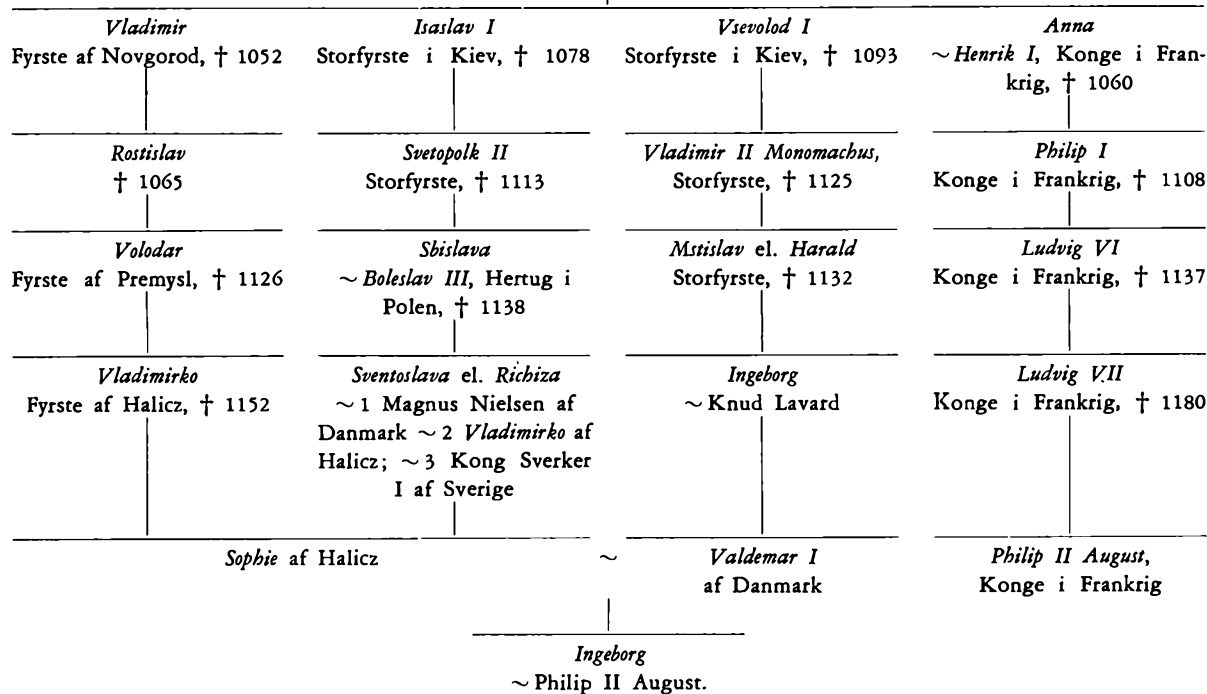 Vladimir
Fyrste af Novgorod, † 1052
Isaslav I
Storfyrste i Kiev, † 1078
Vsevolod I
Storfyrste i Kiev, † 1093
Anna
~ Henrik I, Konge i Fran-
krig, † 1060
Rostislav
† 1065
Svetopolk II
Storfyrste, † 1113
Vladimir II Monomachus,
Storfyrste, † 1125
Philip I
Konge i Frankrig, † 1108
Volodar
Fyrste af Premysl, † 1126
Sbislava
~ Boleslav III, Hertug i
Polen, † 1138
Mstislav el. Harald
Storfyrste, † 1132
Ludvig VI
Konge i Frankrig, † 1137
Vladimirko
Fyrste af Halicz, † 1152
Sventoslava el. Richiza
~ 1 Magnus Nielsen af
Danmark ~ 2 Vladimirko af
Halicz; ~ 3 Kong Sverker
I af Sverige
Ingeborg
~ Knud Lavard
Ludvig VII
Konge i Frankrig, † 1180
Sophie af Halicz ~ Valdemar I
af Danmark
Philip II August,
Konge i Frankrig
Ingeborg
~ Philip II August.